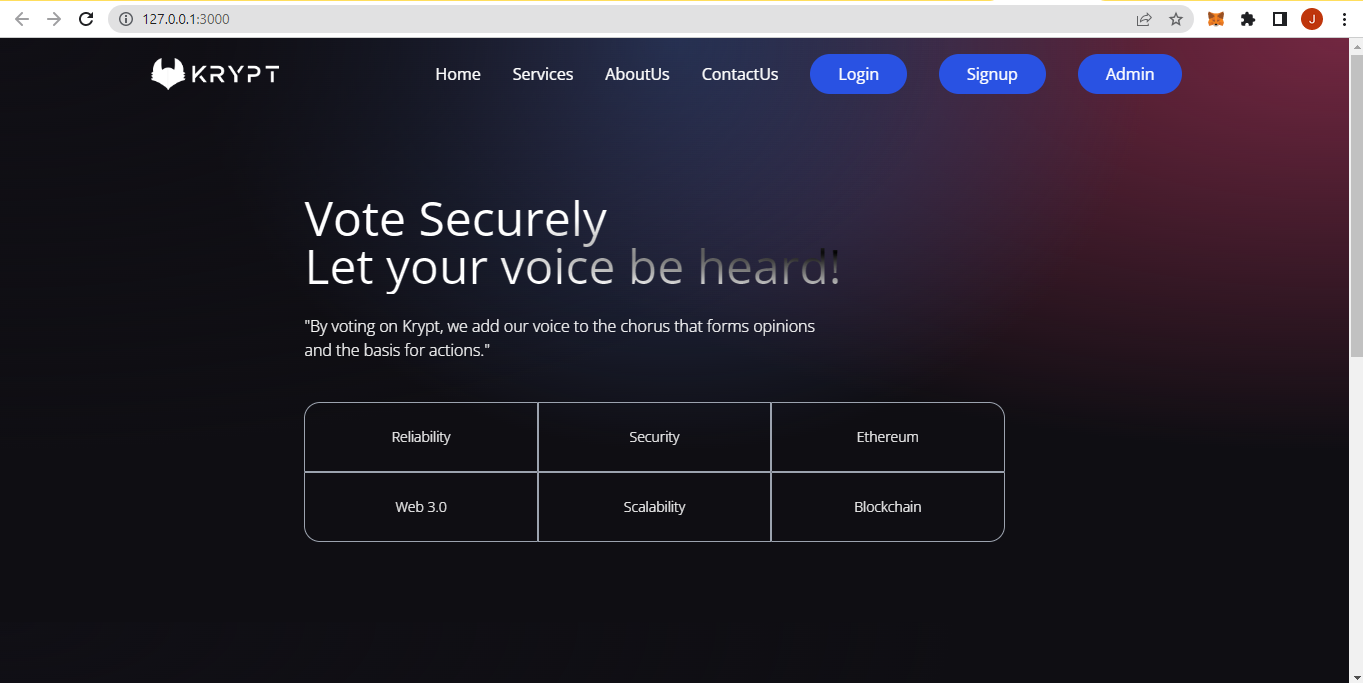 127.0.0.1:3000
J
KRYPT
Home Services AboutUs ContactUs Login Signup Admin
Vote Securely
Let your voice be heard!
"By voting on Krypt, we add our voice to the chorus that forms opinions
and the basis for actions."
Reliability Security Ethereum
Web 3.0 Scalability Blockchain